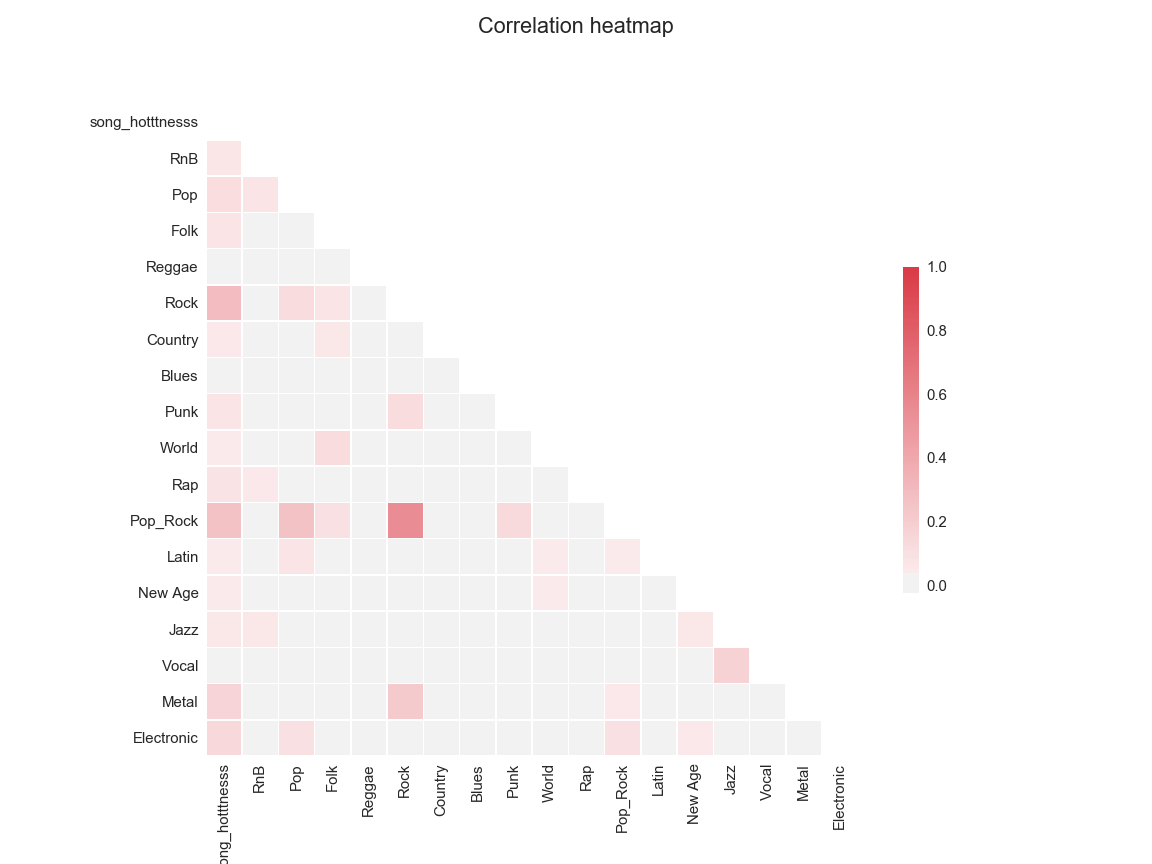 Correlation heatmap
song_hotttnesss
RnB
Pop
Folk
Reggae
Rock
Country
Blues
Punk
World
Rap
Pop_Rock
Latin
New Age
Jazz
Vocal
Metal
Electronic
ong_hotttnesss
RnB
Pop
Folk
Reggae
Rock
Country
Blues
Punk
World
Rap
Pop_Rock
Latin
New Age
Jazz
Vocal
Metal
Electronic
1.0
0.8
0.6
0.4
0.2
0.0